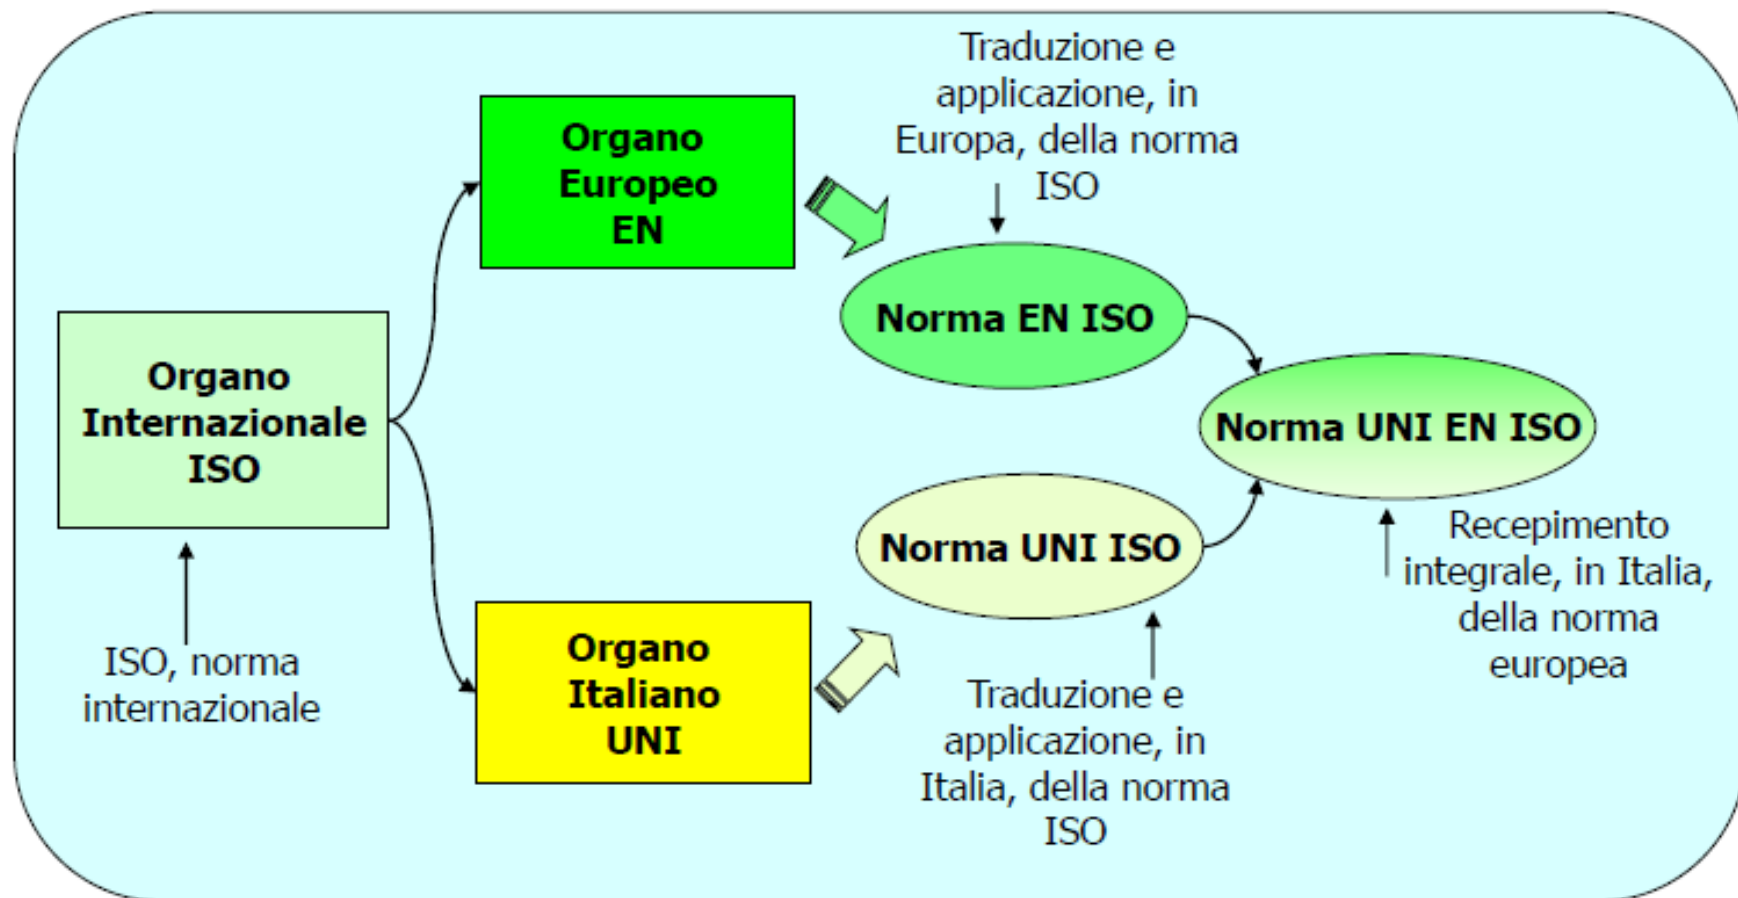 Traduzione e
applicazione, in
Europa, della norma
ISO
Organo
Europeo
EN
Norma EN ISO
Organo
Internazionale
ISO
Norma UNI EN ISO
Norma UNI ISO
Recepimento
integrale, in Italia,
della norma
europea
ISO, norma
internazionale
Organo
Italiano
UNI
Traduzione e
applicazione, in
Italia, della norma
ISO